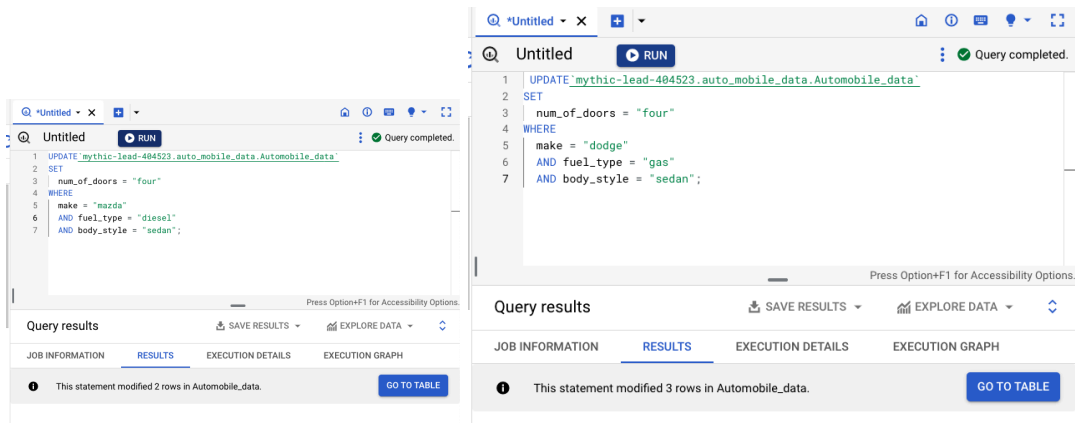 *Untitled
Untitled
RUN
Query completed.
1 UPDATE`mythic-lead-404523.auto_mobile_data.Automobile_data`
2 SET
3 num_of_doors = "four"
4 WHERE
5 make = "mazda"
6 AND fuel_type = "diesel"
7 AND body_style = "sedan";
Press Option+F1 for Accessibility Options.
Query results
SAVE RESULTS
EXPLORE DATA
JOB INFORMATION
RESULTS
EXECUTION DETAILS
EXECUTION GRAPH
This statement modified 2 rows in Automobile_data.
GO TO TABLE
*Untitled
Untitled
RUN
Query completed.
1 UPDATE`mythic-lead-404523.auto_mobile_data.Automobile_data`
2 SET
3 num_of_doors = "four"
4 WHERE
5 make = "dodge"
6 AND fuel_type = "gas"
7 AND body_style = "sedan";
Press Option+F1 for Accessibility Options.
Query results
SAVE RESULTS
EXPLORE DATA
JOB INFORMATION
RESULTS
EXECUTION DETAILS
EXECUTION GRAPH
This statement modified 3 rows in Automobile_data.
GO TO TABLE